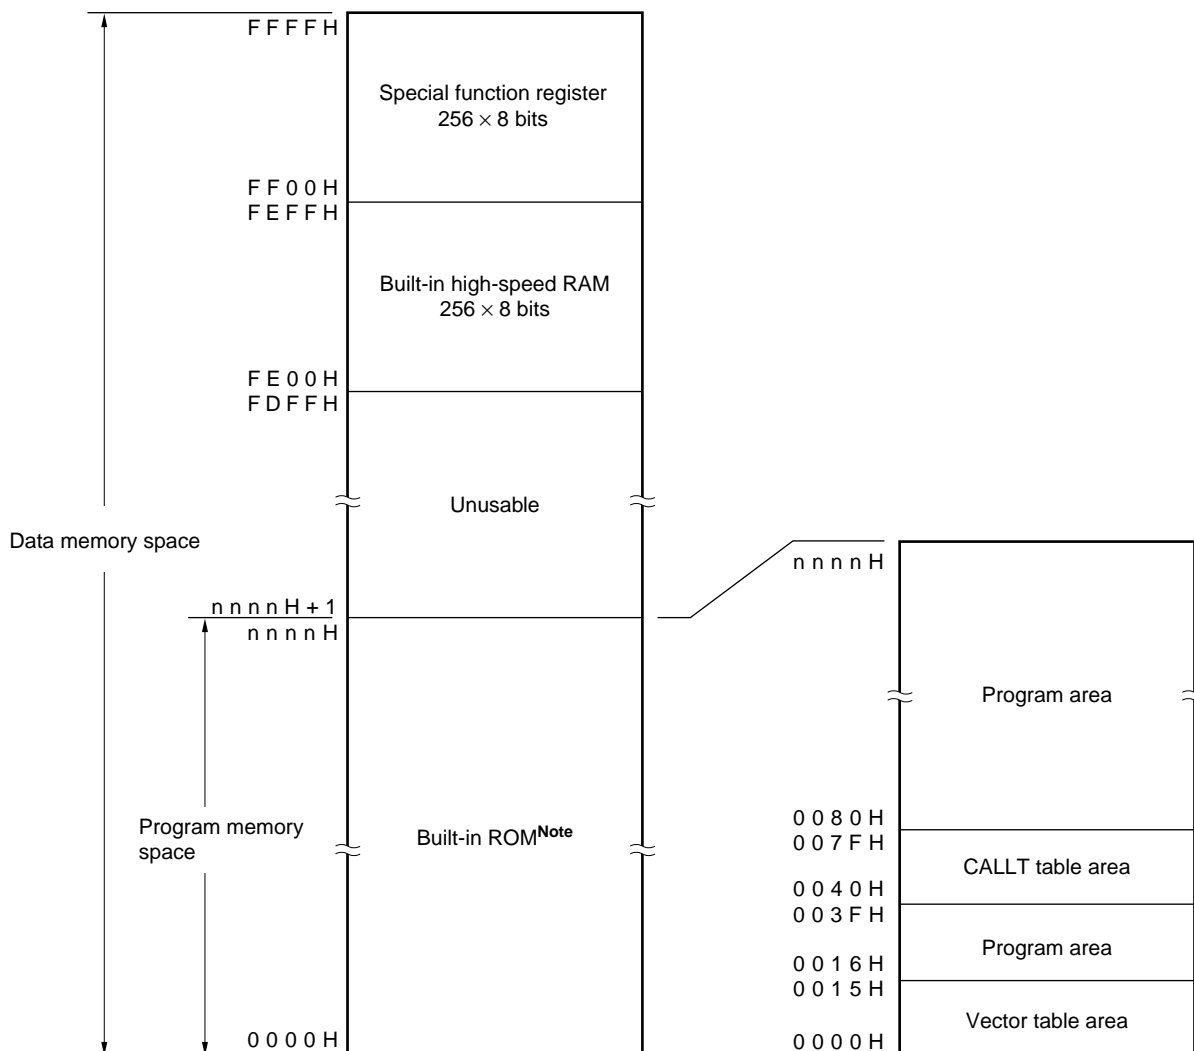 FFFFH
Special function register
256 × 8 bits
FF00H
FEFFH
Built-in high-speed RAM
256 × 8 bits
FE00H
FDFFH
Unusable
Data memory space
nnnnH
nnnnH + 1
nnnnH
Program area
Program memory
space
Built-in ROMNote
0080H
007FH
CALLT table area
0040H
003FH
Program area
0016H
0015H
Vector table area
0000H
0000H